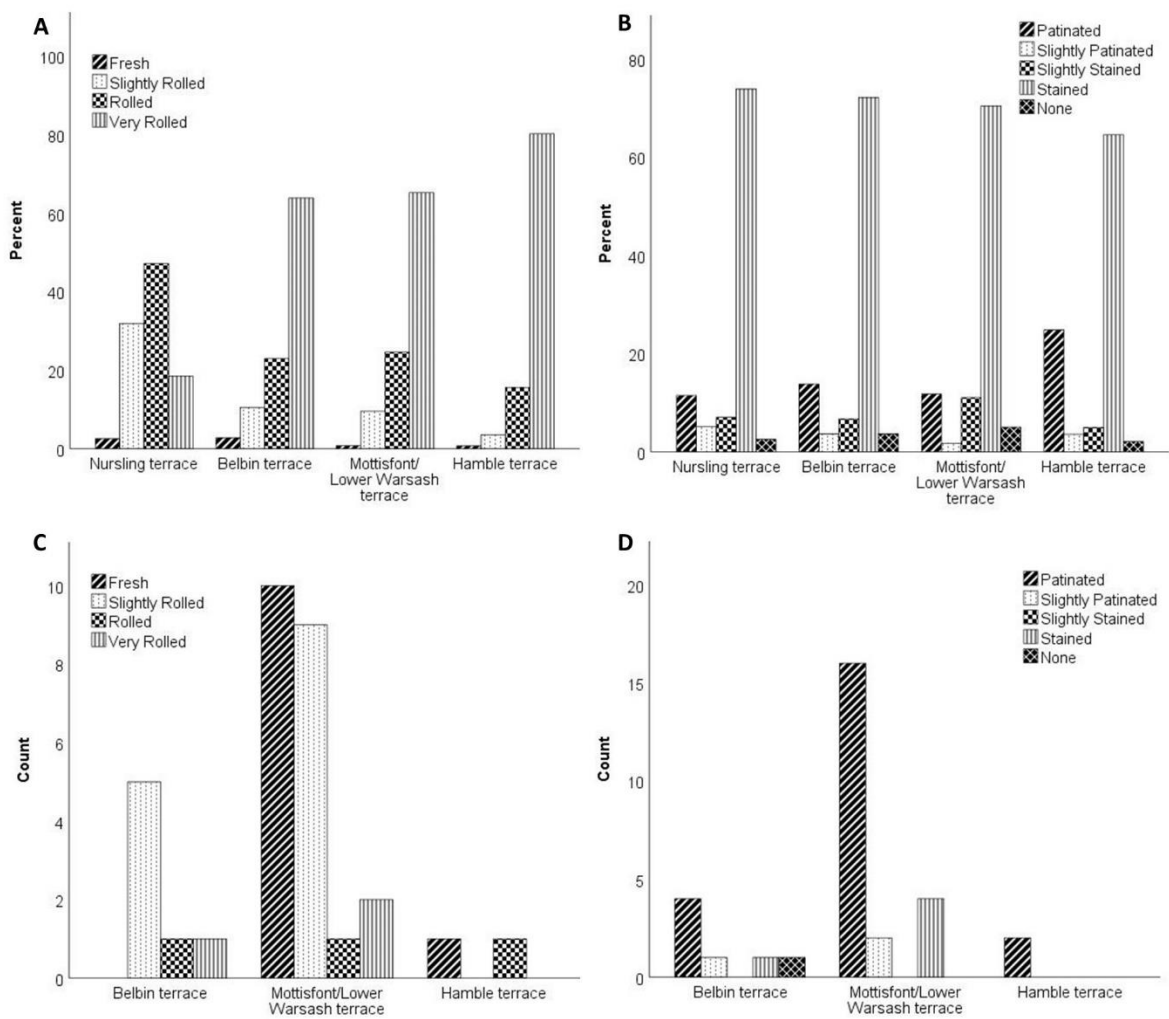 A
Fresh
Slightly Rolled
Rolled
Very Rolled
Percent
100
80
60
40
20
0
Nursling terrace
Belbin terrace
Mottisfont/
Lower Warsash
terrace
Hamble terrace
B
Patinated
Slightly Patinated
Slightly Stained
Stained
None
Percent
80
60
40
20
0
Nursling terrace
Belbin terrace
Mottisfont/
Lower Warsash
terrace
Hamble terrace
C
Fresh
Slightly Rolled
Rolled
Very Rolled
Count
10
8
6
4
2
0
Belbin terrace
Mottisfont/Lower
Warsash terrace
Hamble terrace
D
Patinated
Slightly Patinated
Slightly Stained
Stained
None
Count
20
15
10
5
0
Belbin terrace
Mottisfont/Lower
Warsash terrace
Hamble terrace